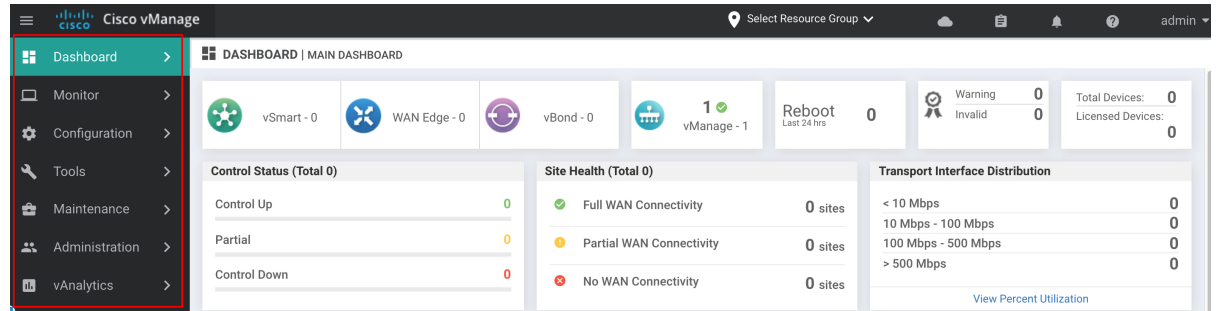 cisco Cisco vManage
Select Resource Group
admin
Dashboard
Monitor
Configuration
Tools
Maintenance
Administration
vAnalytics
DASHBOARD | MAIN DASHBOARD
vSmart - 0
WAN Edge - 0
vBond - 0
1
vManage - 1
Reboot 0
Last 24 hrs
Warning 0
Invalid 0
Total Devices: 0
Licensed Devices:
0
Control Status (Total 0)
Control Up 0
Partial 0
Control Down 0
Site Health (Total 0)
Full WAN Connectivity 0 sites
Partial WAN Connectivity 0 sites
No WAN Connectivity 0 sites
Transport Interface Distribution
< 10 Mbps 0
10 Mbps - 100 Mbps 0
100 Mbps - 500 Mbps 0
> 500 Mbps 0
View Percent Utilization